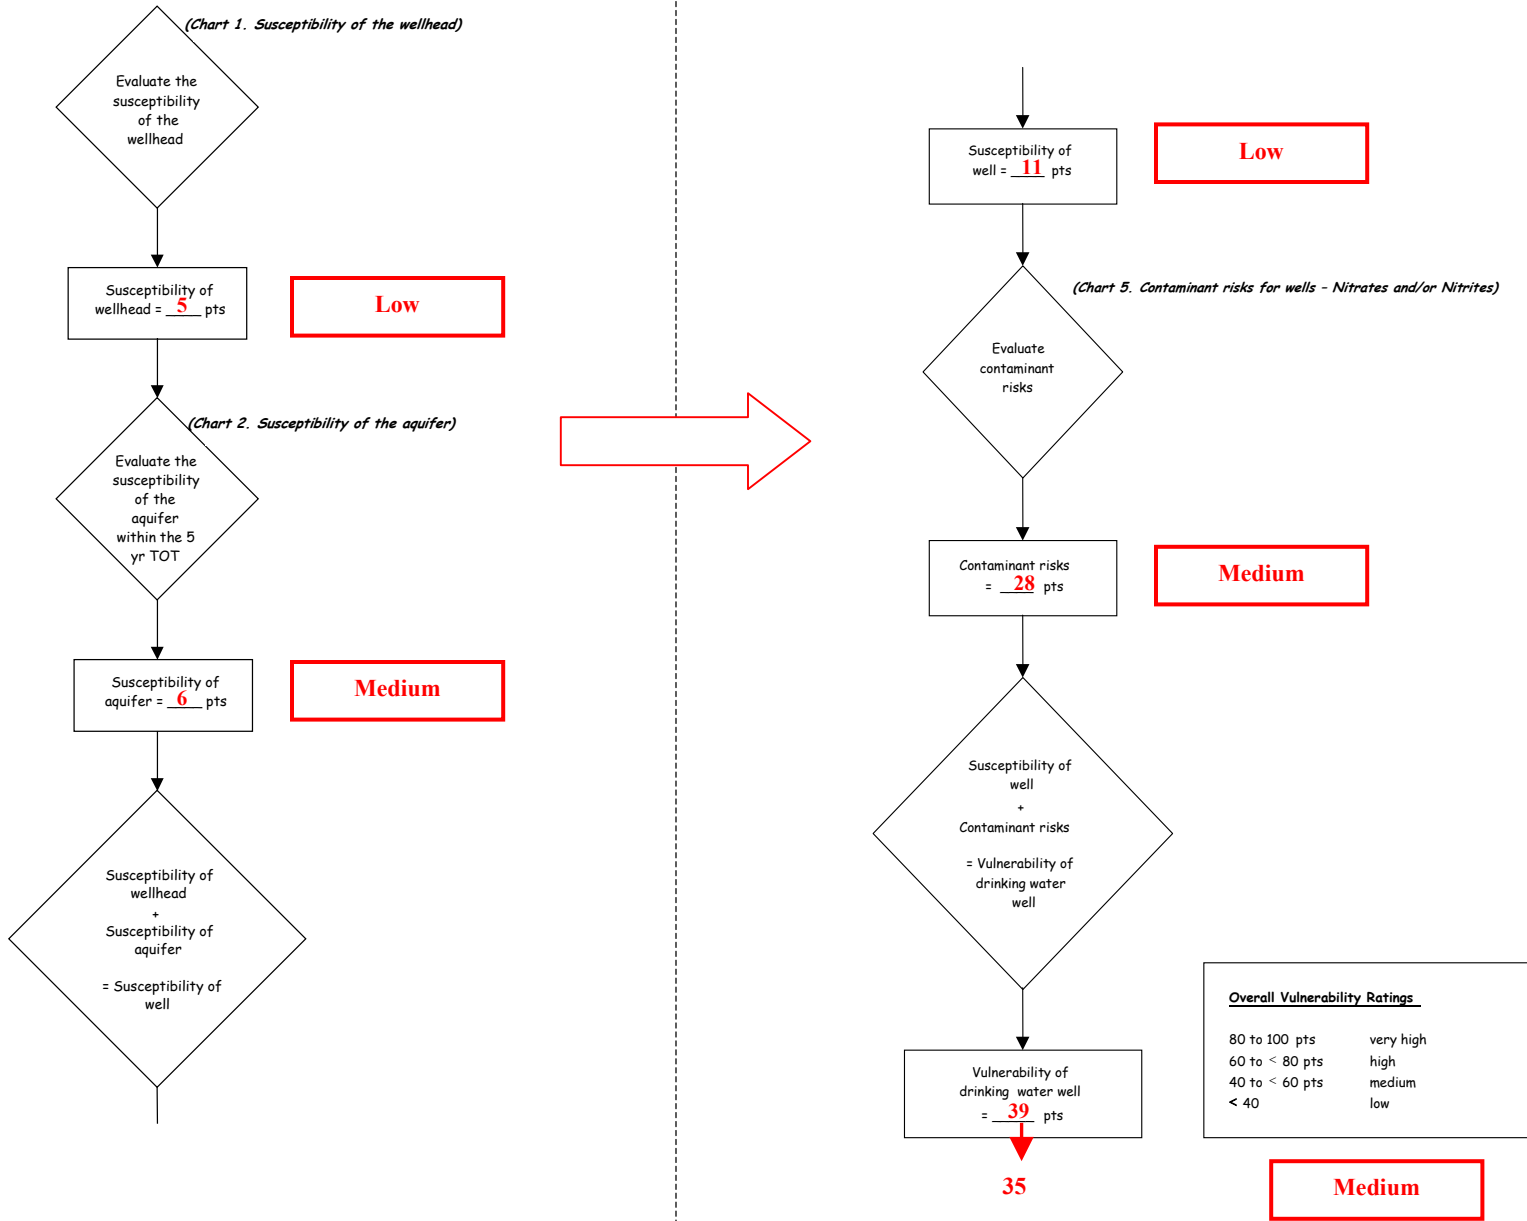 (Chart 1. Susceptibility of the wellhead)
Evaluate the
susceptibility
of the
wellhead
Susceptibility of
wellhead = 5 pts
Low
(Chart 2. Susceptibility of the aquifer)
Evaluate the
susceptibility
of the
aquifer
within the 5
yr TOT
Susceptibility of
aquifer = 6 pts
Medium
Susceptibility of
wellhead
+
Susceptibility of
aquifer
= Susceptibility of
well
Susceptibility of
well = 11 pts
Low
(Chart 5. Contaminant risks for wells – Nitrates and/or Nitrites)
Evaluate
contaminant
risks
Contaminant risks
= 28 pts
Medium
Susceptibility of
well
+
Contaminant risks
= Vulnerability of
drinking water
well
Vulnerability of
drinking water well
= 39 pts
35
Overall Vulnerability Ratings
80 to 100 pts very high
60 to < 80 pts high
40 to < 60 pts medium
< 40 low
Medium